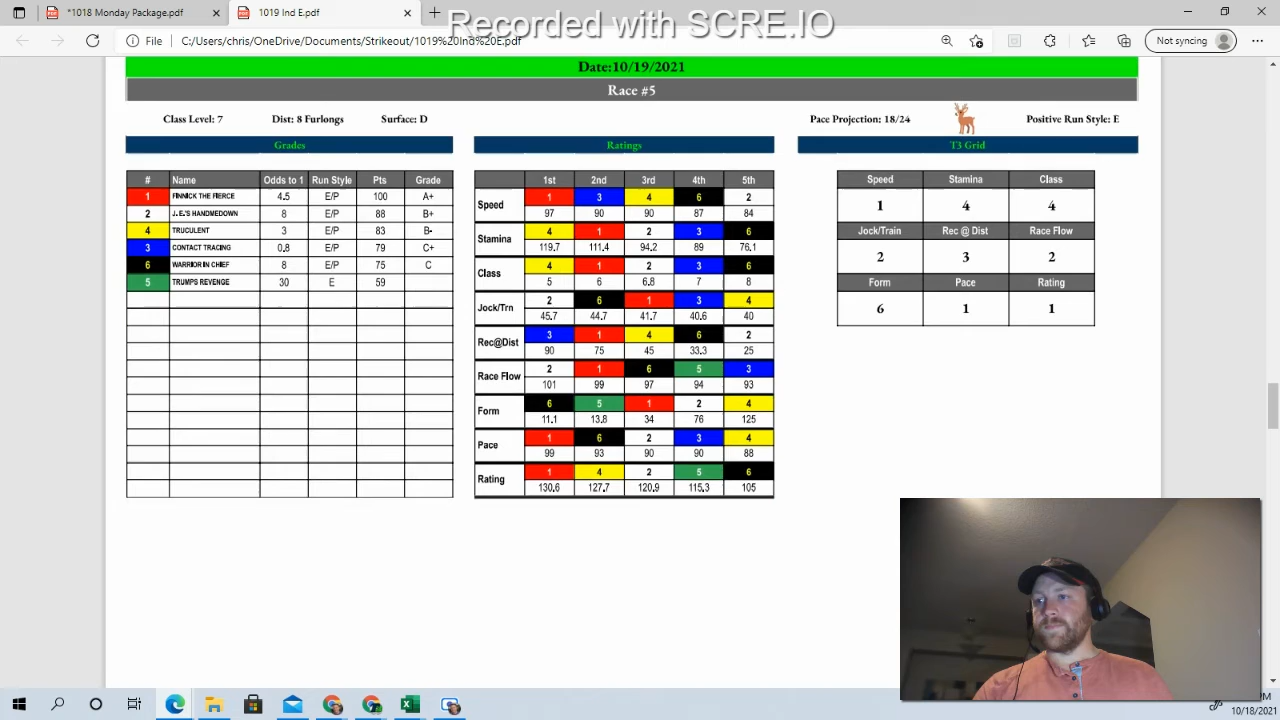 *1018 Monday Package.pdf
1019 Ind E.pdf
Recorded with SCRE.IO
File C:/Users/chris/OneDrive/Documents/Strikeout/1019%20Ind%20E.pdf
Not syncing
Date:10/19/2021
Race #5
Class Level: 7 Dist: 8 Furlongs Surface: D Pace Projection: 18/24 Positive Run Style: E
Grades
# Name Odds to 1 Run Style Pts Grade
1 FINNICK THE FIERCE 4.5 E/P 100 A+
2 J. E.'S HANDMEDOWN 8 E/P 88 B+
4 TRUCULENT 3 E/P 83 B-
3 CONTACT TRACING 0.8 E/P 79 C+
6 WARRIOR IN CHIEF 8 E/P 75 C
5 TRUMPS REVENGE 30 E 59
Ratings
1st 2nd 3rd 4th 5th
Speed 1 3 4 6 2
97 90 90 87 84
Stamina 4 1 2 3 6
119.7 111.4 94.2 89 76.1
Class 4 1 2 3 6
5 6 6.8 7 8
Jock/Trn 2 6 1 3 4
45.7 44.7 41.7 40.6 40
Rec@Dist 3 1 4 6 2
90 75 45 33.3 25
Race Flow 2 1 6 5 3
101 99 97 94 93
Form 6 5 1 2 4
11.1 13.8 34 76 125
Pace 1 6 2 3 4
99 93 90 90 88
Rating 1 4 2 5 6
130.6 127.7 120.9 115.3 105
T3 Grid
Speed Stamina Class
1 4 4
Jock/Train Rec @ Dist Race Flow
2 3 2
Form Pace Rating
6 1 1
10/18/2021